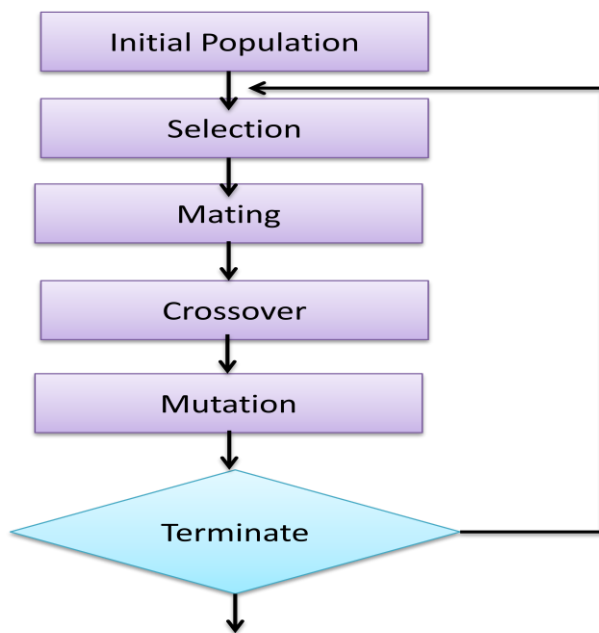 Initial Population
Selection
Mating
Crossover
Mutation
Terminate